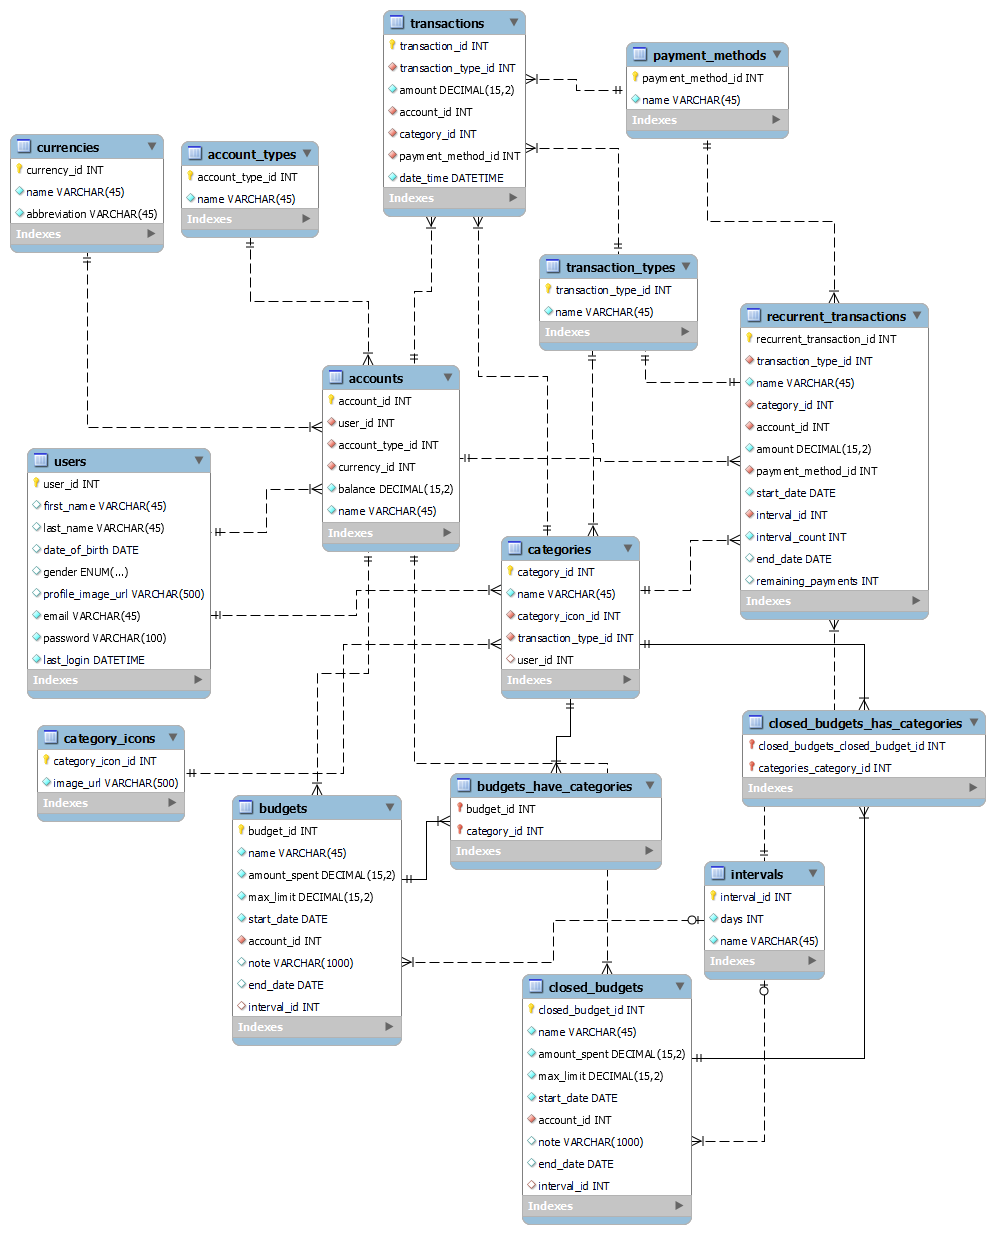 transactions
transaction_id INT
transaction_type_id INT
amount DECIMAL(15,2)
account_id INT
category_id INT
payment_method_id INT
date_time DATETIME
Indexes
payment_methods
payment_method_id INT
name VARCHAR(45)
Indexes
currencies
currency_id INT
name VARCHAR(45)
abbreviation VARCHAR(45)
Indexes
account_types
account_type_id INT
name VARCHAR(45)
Indexes
transaction_types
transaction_type_id INT
name VARCHAR(45)
Indexes
recurrent_transactions
recurrent_transaction_id INT
transaction_type_id INT
name VARCHAR(45)
category_id INT
account_id INT
amount DECIMAL(15,2)
payment_method_id INT
start_date DATE
interval_id INT
interval_count INT
end_date DATE
remaining_payments INT
Indexes
accounts
account_id INT
user_id INT
account_type_id INT
currency_id INT
balance DECIMAL(15,2)
name VARCHAR(45)
Indexes
users
user_id INT
first_name VARCHAR(45)
last_name VARCHAR(45)
date_of_birth DATE
gender ENUM(...)
profile_image_url VARCHAR(500)
email VARCHAR(45)
password VARCHAR(100)
last_login DATETIME
Indexes
categories
category_id INT
name VARCHAR(45)
category_icon_id INT
transaction_type_id INT
user_id INT
Indexes
category_icons
category_icon_id INT
image_url VARCHAR(500)
Indexes
closed_budgets_has_categories
closed_budgets_closed_budget_id INT
categories_category_id INT
Indexes
budgets_have_categories
budget_id INT
category_id INT
Indexes
budgets
budget_id INT
name VARCHAR(45)
amount_spent DECIMAL(15,2)
max_limit DECIMAL(15,2)
start_date DATE
account_id INT
note VARCHAR(1000)
end_date DATE
interval_id INT
Indexes
intervals
interval_id INT
days INT
name VARCHAR(45)
Indexes
closed_budgets
closed_budget_id INT
name VARCHAR(45)
amount_spent DECIMAL(15,2)
max_limit DECIMAL(15,2)
start_date DATE
account_id INT
note VARCHAR(1000)
end_date DATE
interval_id INT
Indexes